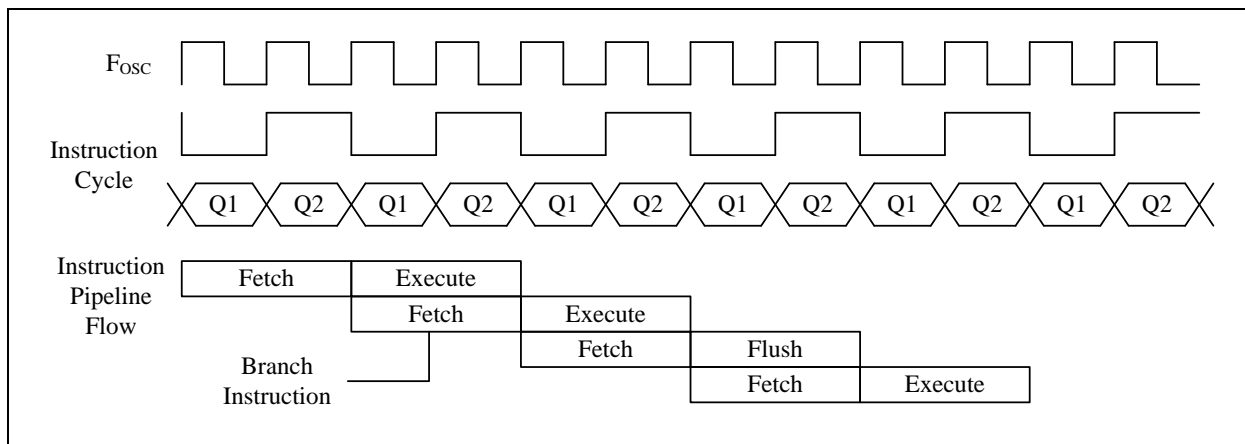 FOSC
Instruction
Cycle
Q1 Q2 Q1 Q2 Q1 Q2 Q1 Q2 Q1 Q2 Q1 Q2
Instruction
Pipeline
Flow
Fetch Execute
Fetch Execute
Fetch Flush
Fetch Execute
Branch
Instruction